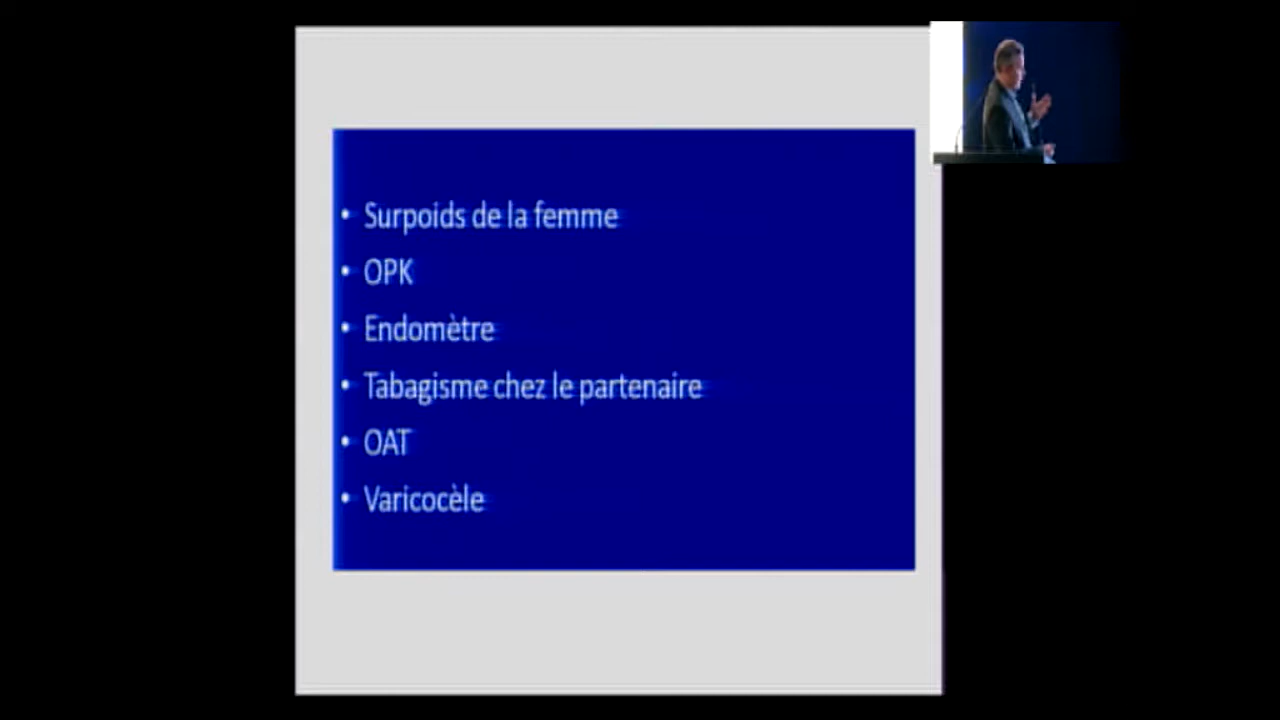 • Surpoids de la femme
• OPK
• Endomètre
• Tabagisme chez le partenaire
• OAT
• Varicocèle